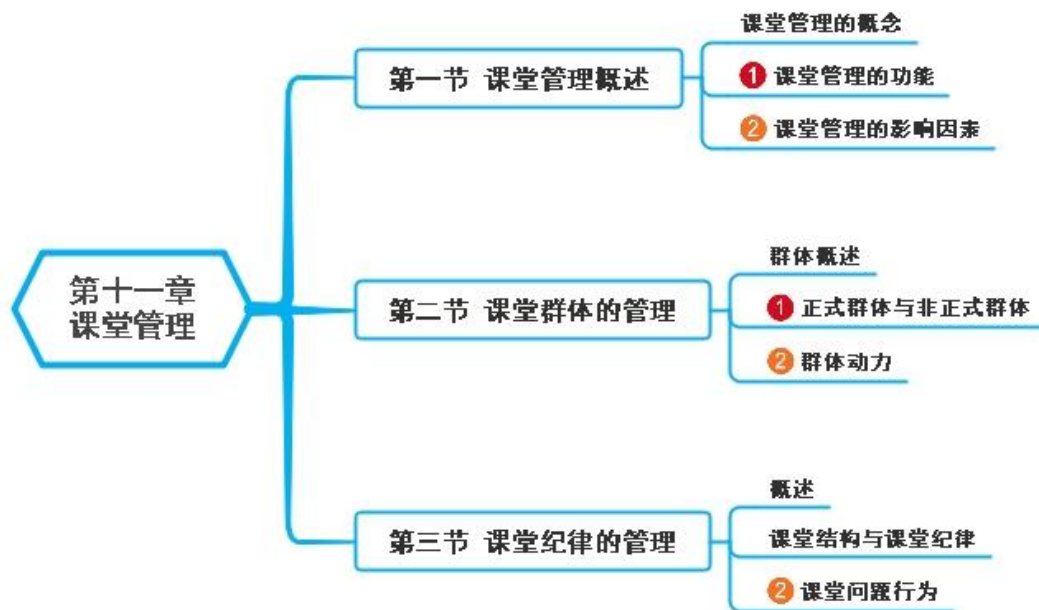 第十一章
课堂管理
第一节 课堂管理概述
课堂管理的概念
1 课堂管理的功能
2 课堂管理的影响因素
第二节 课堂群体的管理
群体概述
1 正式群体与非正式群体
2 群体动力
第三节 课堂纪律的管理
概述
课堂结构与课堂纪律
2 课堂问题行为